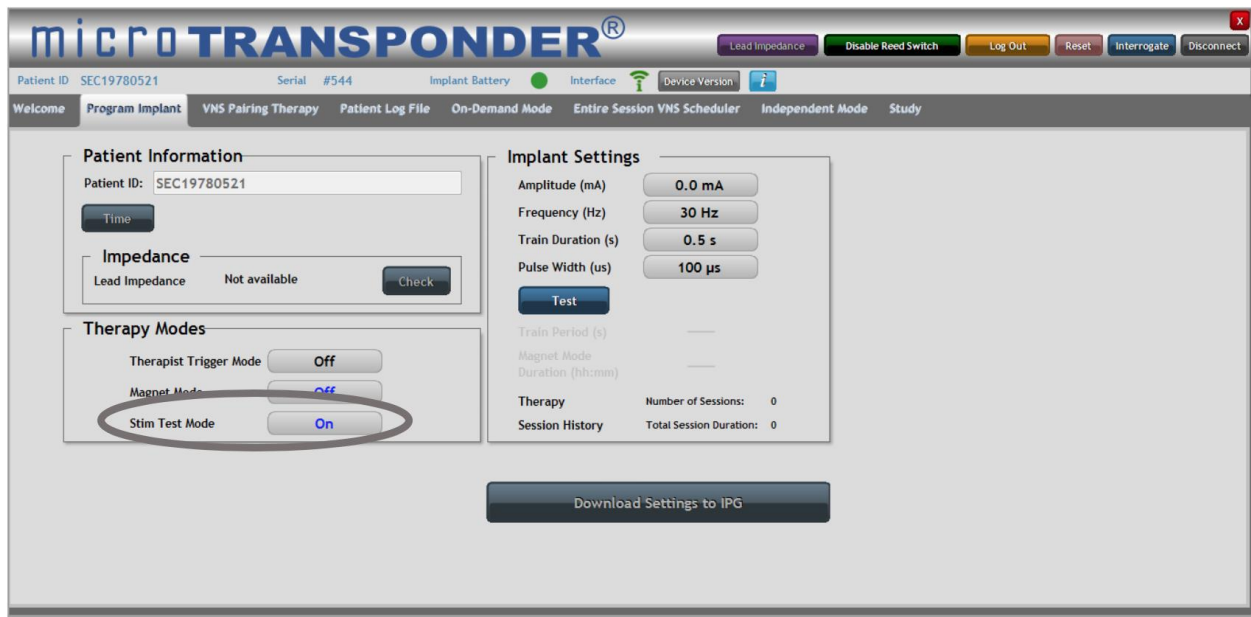 microTRANSPONDER®
X
Lead Impedance Disable Reed Switch Log Out Reset Interrogate Disconnect
Patient ID SEC19780521 Serial #544 Implant Battery Interface Device Version i
Welcome Program Implant VNS Pairing Therapy Patient Log File On-Demand Mode Entire Session VNS Scheduler Independent Mode Study
Patient Information
Patient ID: SEC19780521
Time
Impedance
Lead Impedance Not available Check
Therapy Modes
Therapist Trigger Mode Off
Magnet Mode Off
Stim Test Mode On
Implant Settings
Amplitude (mA) 0.0 mA
Frequency (Hz) 30 Hz
Train Duration (s) 0.5 s
Pulse Width (us) 100 µs
Test
Train Period (s)
Magnet Mode
Duration (hh:mm)
Therapy Number of Sessions: 0
Session History Total Session Duration: 0
Download Settings to IPG